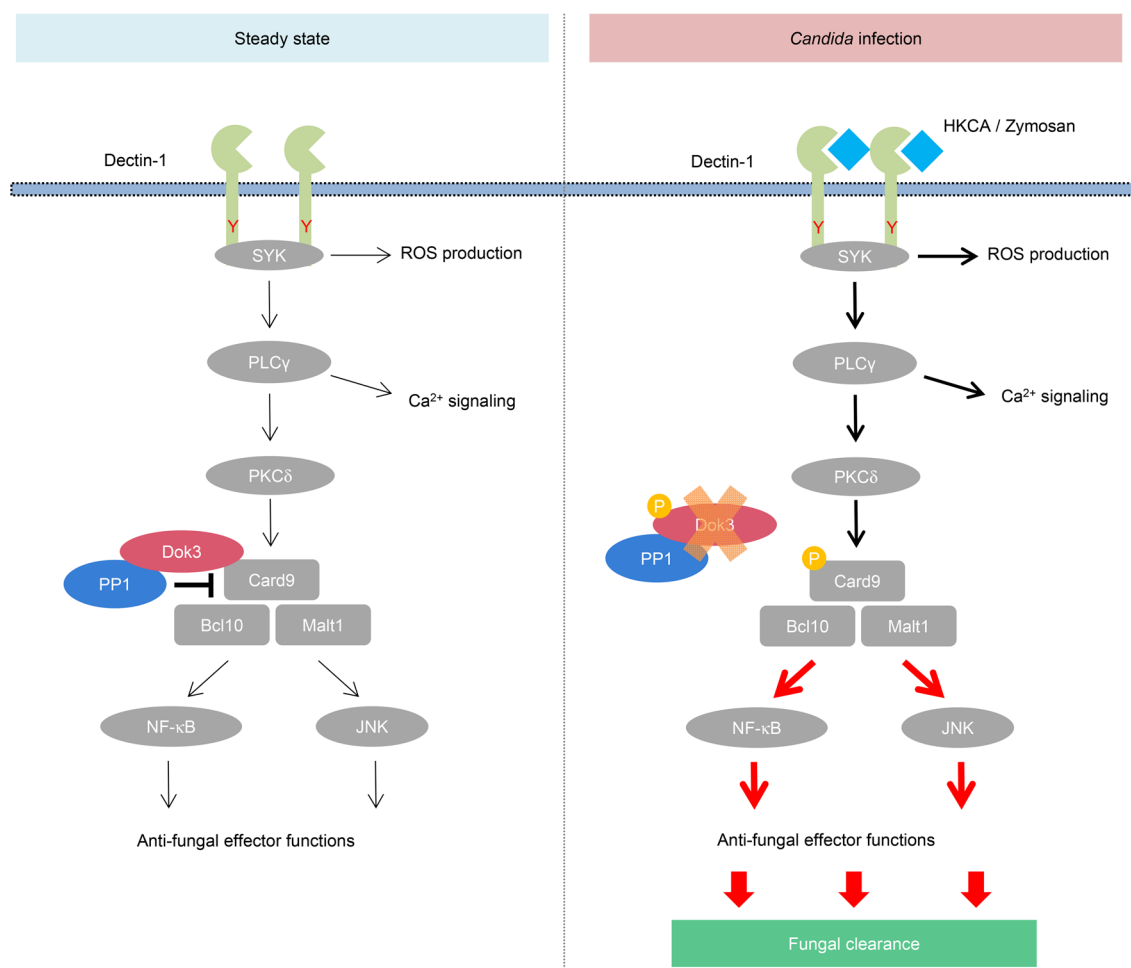 Steady state
Candida infection
HKCA / Zymosan
Dectin-1
Dectin-1
Y
Y
Y
Y
SYK
ROS production
SYK
ROS production
PLCγ
Ca²⁺ signaling
PLCγ
Ca²⁺ signaling
PKCδ
PKCδ
P
Dok3
Dok3
PP1
Card9
PP1
P
Card9
Bcl10
Malt1
Bcl10
Malt1
NF-κB
JNK
NF-κB
JNK
Anti-fungal effector functions
Anti-fungal effector functions
Fungal clearance